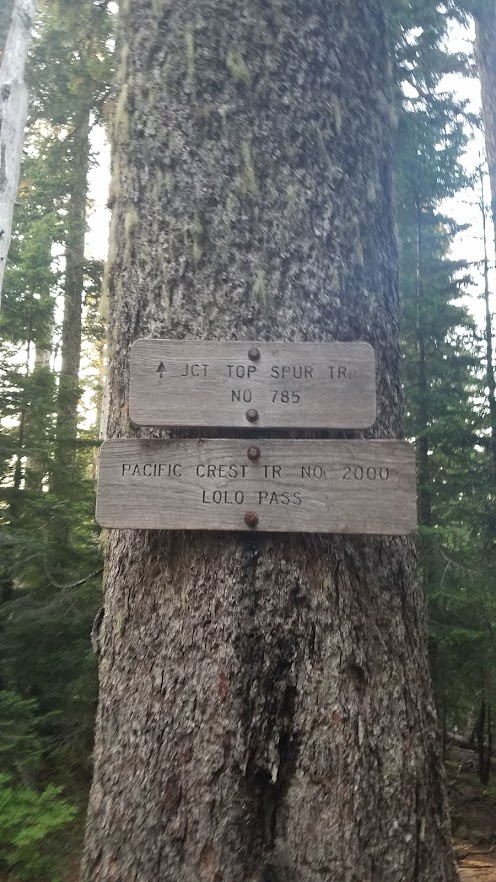 ↑ JCT TOP SPUR TR.
NO 785
PACIFIC CREST TR NO. 2000
LOLO PASS